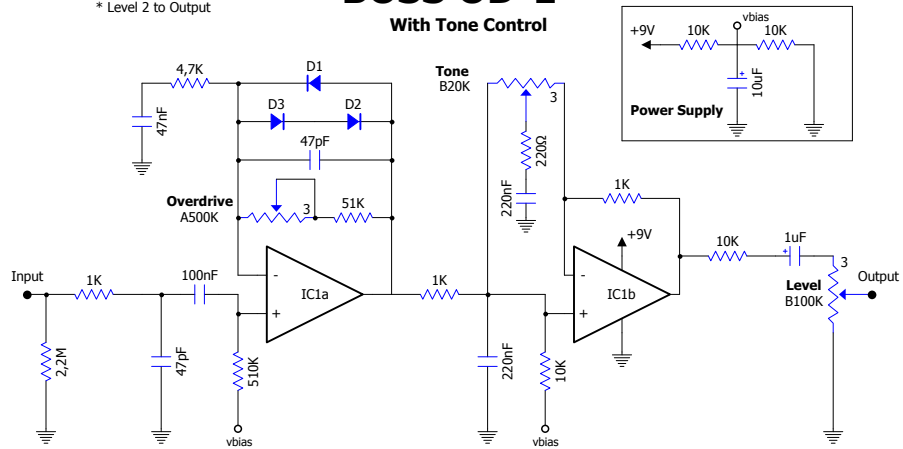 * Level 2 to Output
With Tone Control
+9V
10K
vbias
10K
10uF
Power Supply
4,7K
47nF
D1
D3
D2
47pF
Overdrive
A500K
3
51K
Tone
B20K
3
220Ω
220nF
1K
+9V
Input
1K
100nF
-
+
IC1a
1K
-
+
IC1b
10K
1uF
+
3
Level
B100K
Output
2,2M
47pF
510K
vbias
220nF
10K
vbias